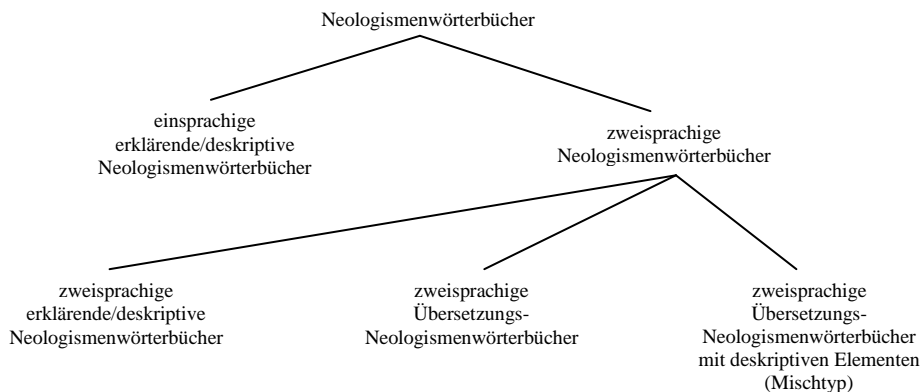 Neologismenwörterbücher
einsprachige
erklärende/deskriptive
Neologismenwörterbücher
zweisprachige
Neologismenwörterbücher
zweisprachige
erklärende/deskriptive
Neologismenwörterbücher
zweisprachige
Übersetzungs-
Neologismenwörterbücher
zweisprachige
Übersetzungs-
Neologismenwörterbücher
mit deskriptiven Elementen
(Mischtyp)